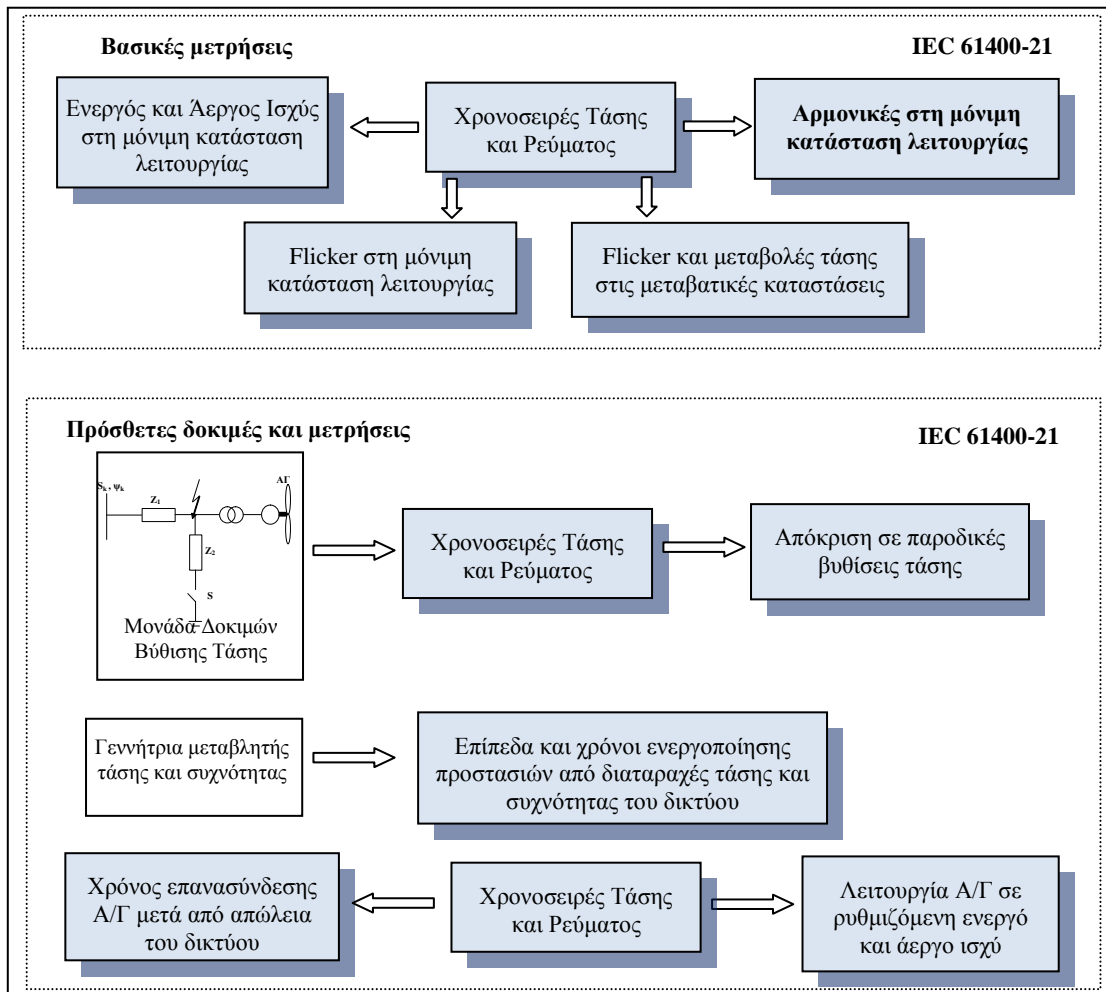 Βασικές μετρήσεις
IEC 61400-21
Ενεργός και Άεργος Ισχύς
στη μόνιμη κατάσταση
λειτουργίας
Χρονοσειρές Τάσης
και Ρεύματος
Αρμονικές στη μόνιμη
κατάσταση λειτουργίας
Flicker στη μόνιμη
κατάσταση λειτουργίας
Flicker και μεταβολές τάσης
στις μεταβατικές καταστάσεις
Πρόσθετες δοκιμές και μετρήσεις
IEC 61400-21
Sk, ψk
Z1
ΑΓ
Z2
S
Μονάδα Δοκιμών
Βύθισης Τάσης
Χρονοσειρές Τάσης
και Ρεύματος
Απόκριση σε παροδικές
βυθίσεις τάσης
Γεννήτρια μεταβλητής
τάσης και συχνότητας
Επίπεδα και χρόνοι ενεργοποίησης
προστασιών από διαταραχές τάσης και
συχνότητας του δικτύου
Χρόνος επανασύνδεσης
Α/Γ μετά από απώλεια
του δικτύου
Χρονοσειρές Τάσης
και Ρεύματος
Λειτουργία Α/Γ σε
ρυθμιζόμενη ενεργό
και άεργο ισχύ